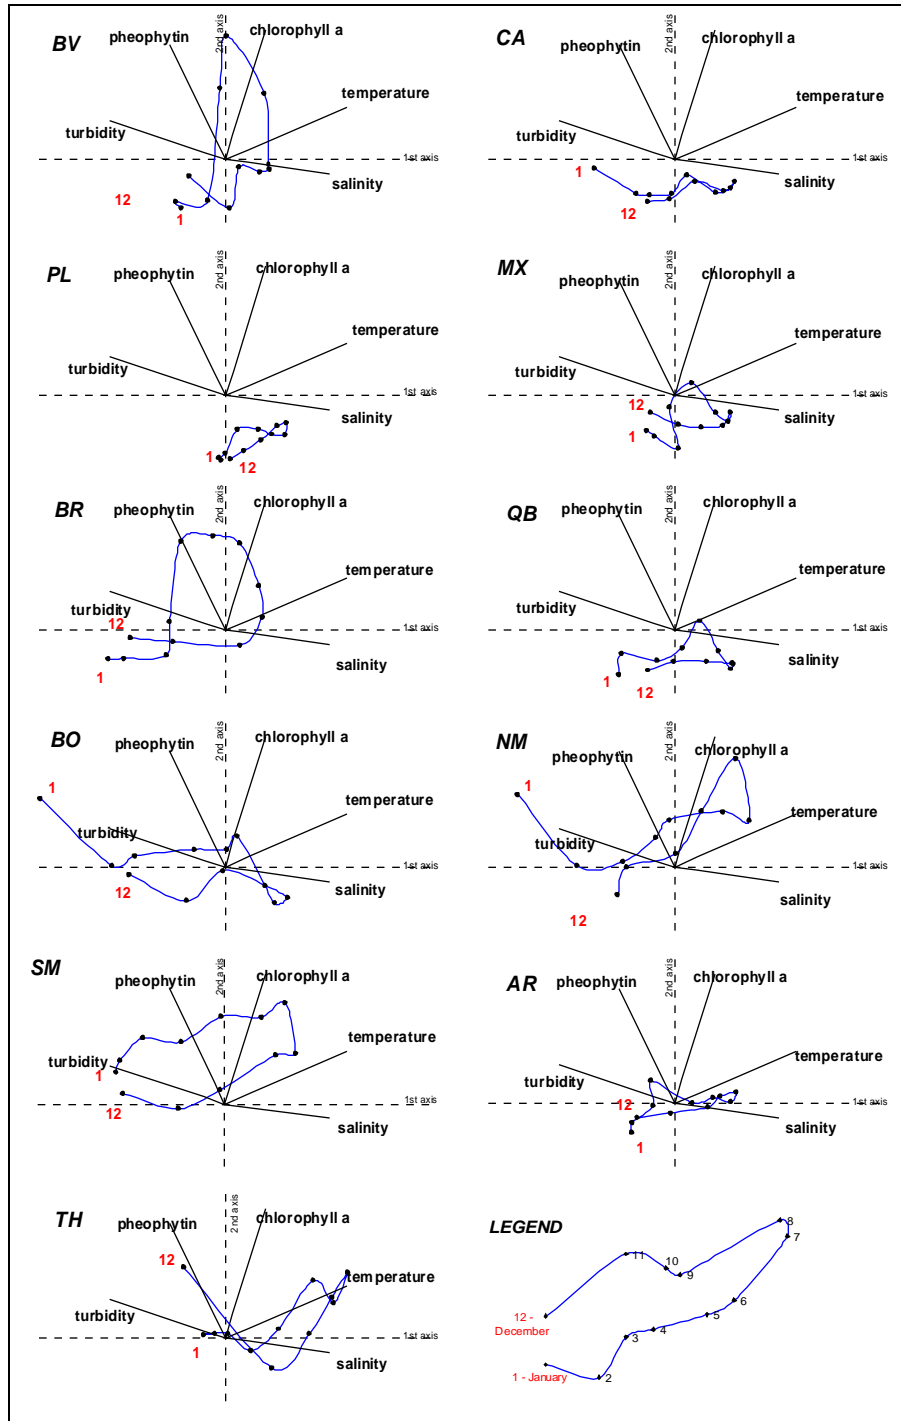 BV
pheophytin
2nd axis
chlorophyll a
temperature
turbidity
1st axis
salinity
12
1
CA
pheophytin
2nd axis
chlorophyll a
temperature
turbidity
1st axis
salinity
1
12
PL
pheophytin
2nd axis
chlorophyll a
temperature
turbidity
1st axis
salinity
1
12
MX
pheophytin
2nd axis
chlorophyll a
temperature
turbidity
1st axis
salinity
12
1
BR
pheophytin
2nd axis
chlorophyll a
temperature
turbidity
1st axis
salinity
12
1
QB
pheophytin
2nd axis
chlorophyll a
temperature
turbidity
1st axis
salinity
1
12
BO
pheophytin
2nd axis
chlorophyll a
1
temperature
turbidity
1st axis
salinity
12
NM
pheophytin
2nd axis
chlorophyll a
1
temperature
turbidity
1st axis
salinity
12
SM
pheophytin
2nd axis
chlorophyll a
temperature
turbidity
1
1st axis
12
salinity
AR
pheophytin
2nd axis
chlorophyll a
temperature
turbidity
12
1st axis
salinity
1
TH
pheophytin
2nd axis
chlorophyll a
12
temperature
turbidity
1st axis
1
salinity
LEGEND
8
7
11
10
9
6
5
4
3
12 -
December
1 - January
2